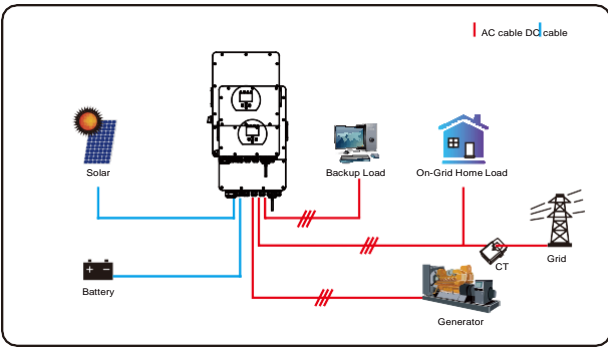 AC cable DC cable
Solar
Backup Load
On-Grid Home Load
CT
Grid
Battery
Generator